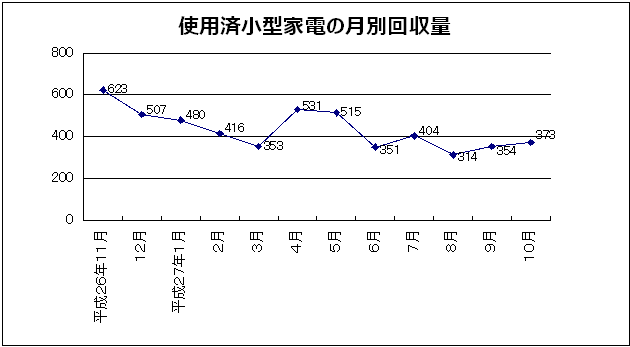 使用済小型家電の月別回収量
800
600
400
200
0
623
507
480
416
353
531
515
351
404
314
354
373
平成26年11月
12月
平成27年1月
2月
3月
4月
5月
6月
7月
8月
9月
10月